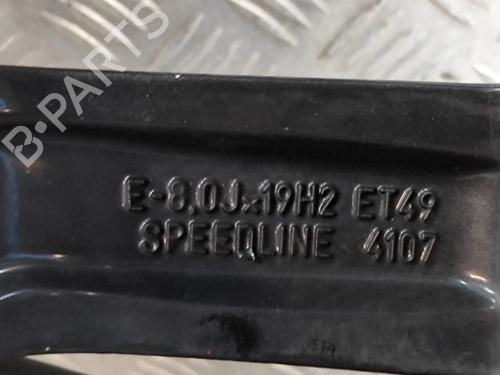 B-PARTS
E-8.0Jx19H2 ET49
SPEEDLINE 4107